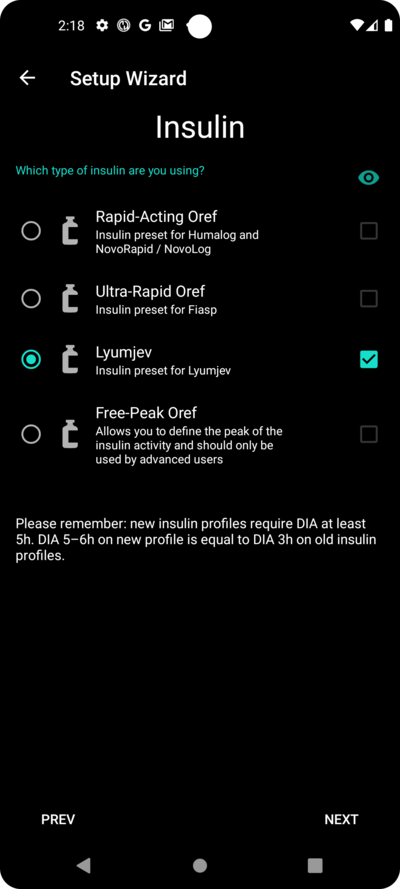 2:18
Setup Wizard
Insulin
Which type of insulin are you using?
Rapid-Acting Oref
Insulin preset for Humalog and
NovoRapid / NovoLog
Ultra-Rapid Oref
Insulin preset for Fiasp
Lyumjev
Insulin preset for Lyumjev
Free-Peak Oref
Allows you to define the peak of the
insulin activity and should only be
used by advanced users
Please remember: new insulin profiles require DIA at least
5h. DIA 5–6h on new profile is equal to DIA 3h on old insulin
profiles.
PREV
NEXT